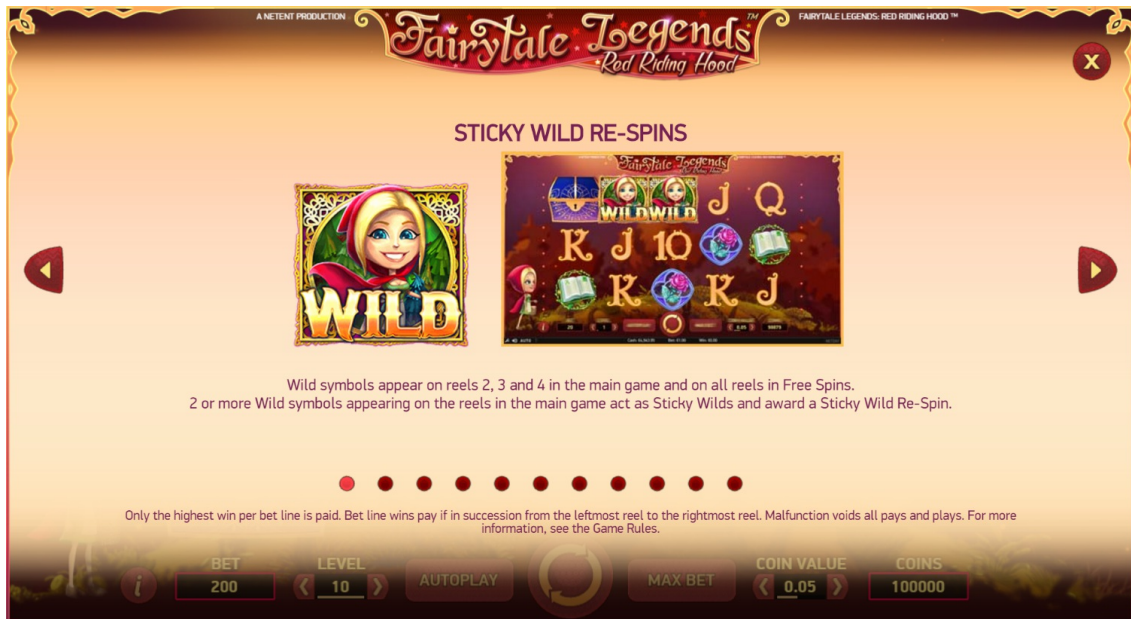 A NETENT PRODUCTION
Fairytale Legends™
Red Riding Hood
FAIRYTALE LEGENDS: RED RIDING HOOD ™
X
STICKY WILD RE-SPINS
WILD
Fairytale Legends
Red Riding Hood
WILD WILD J Q
K J 10
K K J
Wild symbols appear on reels 2, 3 and 4 in the main game and on all reels in Free Spins.
2 or more Wild symbols appearing on the reels in the main game act as Sticky Wilds and award a Sticky Wild Re-Spin.
Only the highest win per bet line is paid. Bet line wins pay if in succession from the leftmost reel to the rightmost reel. Malfunction voids all pays and plays. For more
information, see the Game Rules.
BET LEVEL COIN VALUE COINS
i 200 10 AUTOPLAY MAX BET 0.05 100000